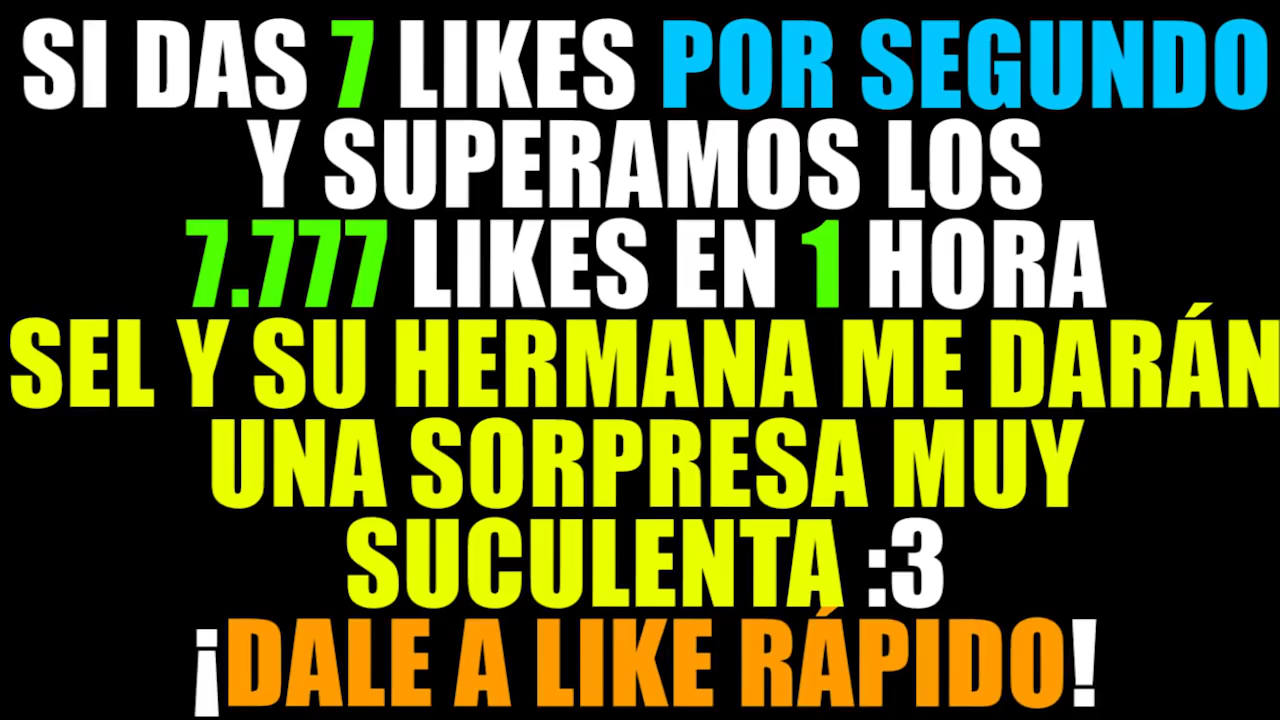 SI DAS 7 LIKES POR SEGUNDO
Y SUPERAMOS LOS
7.777 LIKES EN 1 HORA
SEL Y SU HERMANA ME DARÁN
UNA SORPRESA MUY
SUCULENTA :3
¡DALE A LIKE RÁPIDO!